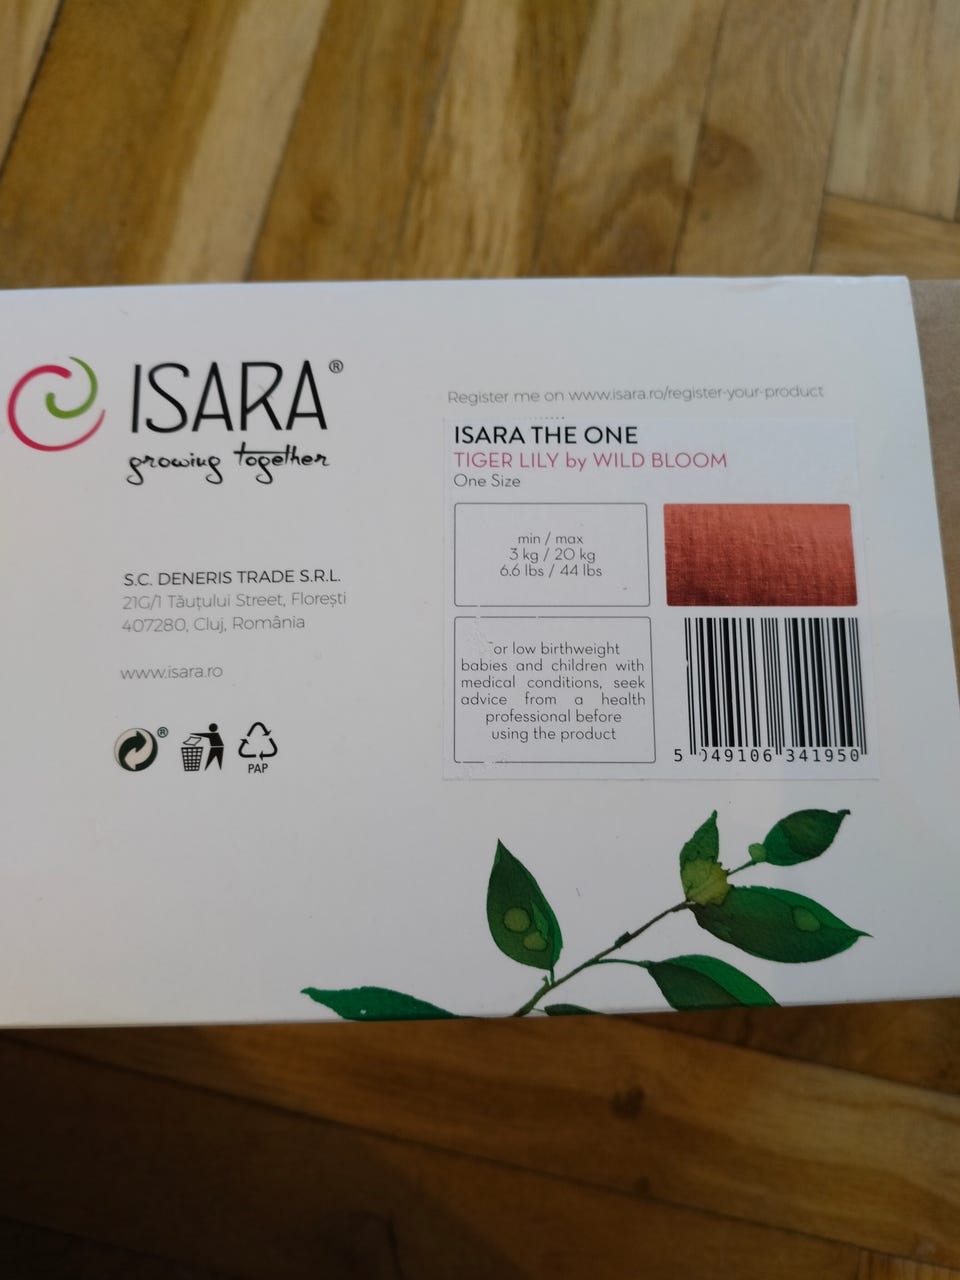 ISARA®
growing together
S.C. DENERIS TRADE S.R.L.
21G/1 Tăuțului Street, Florești
407280, Cluj, România
www.isara.ro
®
PAP
Register me on www.isara.ro/register-your-product
ISARA THE ONE
TIGER LILY by WILD BLOOM
One Size
min / max
3 kg / 20 kg
6.6 lbs / 44 lbs
For low birthweight
babies and children with
medical conditions, seek
advice from a health
professional before
using the product
5 049106 341950